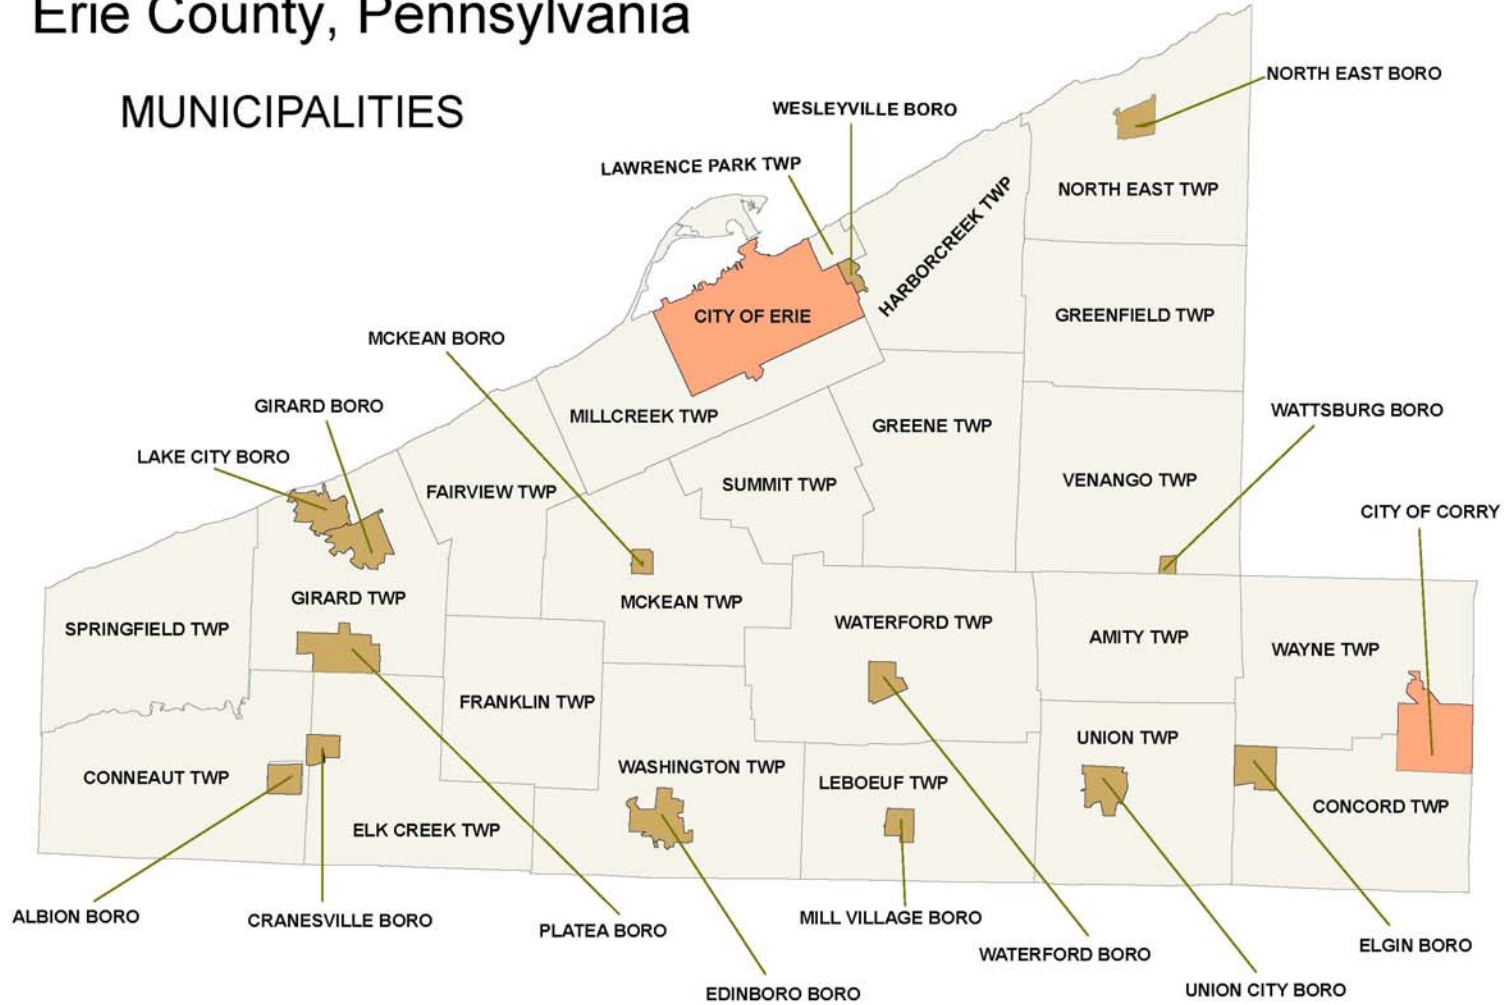 Erie County, Pennsylvania
MUNICIPALITIES
NORTH EAST BORO
WESLEYVILLE BORO
LAWRENCE PARK TWP
NORTH EAST TWP
HARBORCREEK TWP
CITY OF ERIE
GREENFIELD TWP
MCKEAN BORO
GIRARD BORO
MILLCREEK TWP
WATTSBURG BORO
GREENE TWP
LAKE CITY BORO
FAIRVIEW TWP
SUMMIT TWP
VENANGO TWP
CITY OF CORRY
GIRARD TWP
MCKEAN TWP
SPRINGFIELD TWP
WATERFORD TWP
AMITY TWP
WAYNE TWP
FRANKLIN TWP
UNION TWP
CONNEAUT TWP
WASHINGTON TWP
LEBOEUF TWP
CONCORD TWP
ELK CREEK TWP
ALBION BORO
CRANESVILLE BORO
PLATEA BORO
MILL VILLAGE BORO
WATERFORD BORO
ELGIN BORO
EDINBORO BORO
UNION CITY BORO